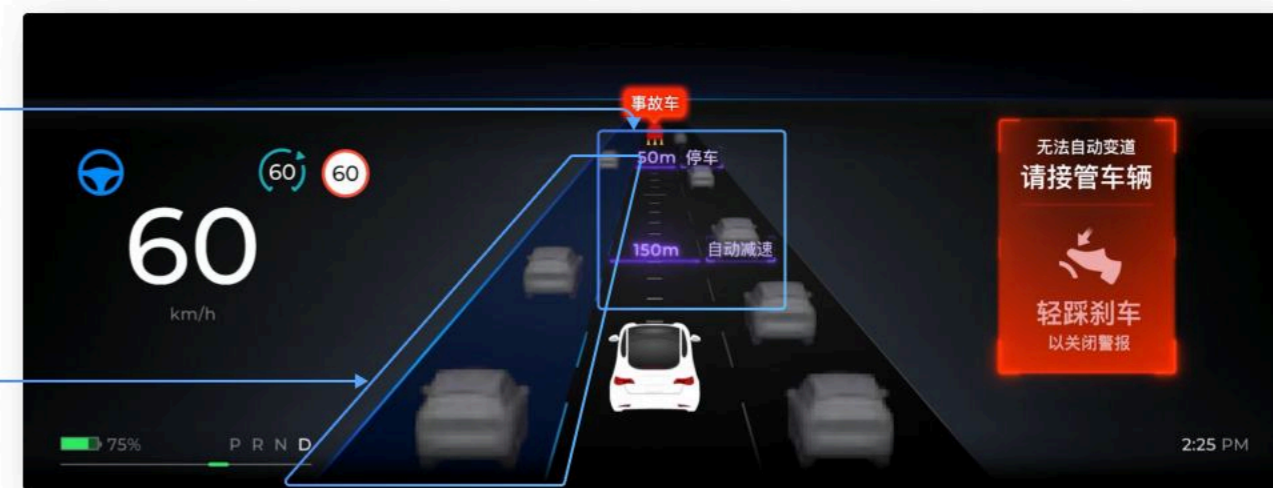 事故车
50m 停车
150m 自动减速
60 60
60
km/h
75% P R N D
无法自动变道
请接管车辆
轻踩刹车
以关闭警报
2:25 PM